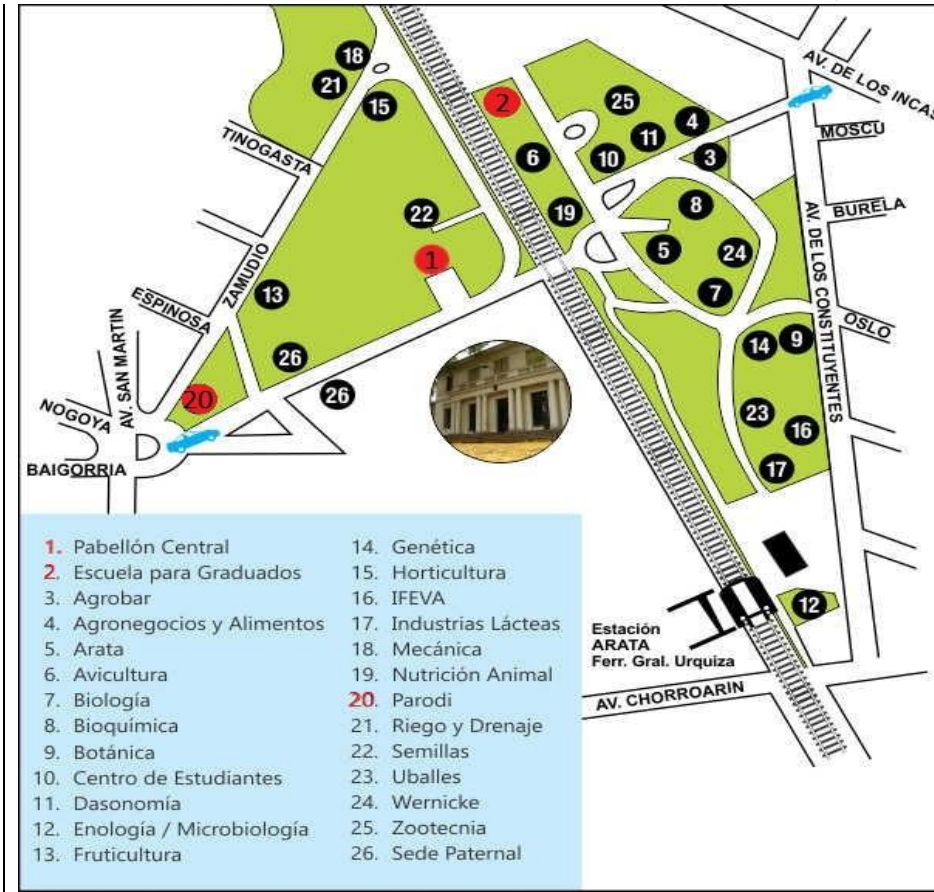 18
21
15
2
25
4
11
10
3
6
AV. DE LOS INCAS
MOSCU
TINOGASTA
22
19
8
BURELA
5
24
1
7
ZAMUDIO
13
ESPINOSA
AV. DE LOS CONSTITUYENTES
OSLO
14
9
26
26
AV. SAN MARTIN
20
NOGOYA
BAIGORRIA
23
16
17
12
Estación
ARATA
Ferr. Gral. Urquiza
AV. CHORROARÍN
1. Pabellón Central
2. Escuela para Graduados
3. Agrobar
4. Agronegocios y Alimentos
5. Arata
6. Avicultura
7. Biología
8. Bioquímica
9. Botánica
10. Centro de Estudiantes
11. Dasonomía
12. Enología / Microbiología
13. Fruticultura
14. Genética
15. Horticultura
16. IFEVA
17. Industrias Lácteas
18. Mecánica
19. Nutrición Animal
20. Parodi
21. Riego y Drenaje
22. Semillas
23. Uballes
24. Wernicke
25. Zootecnia
26. Sede Paternal